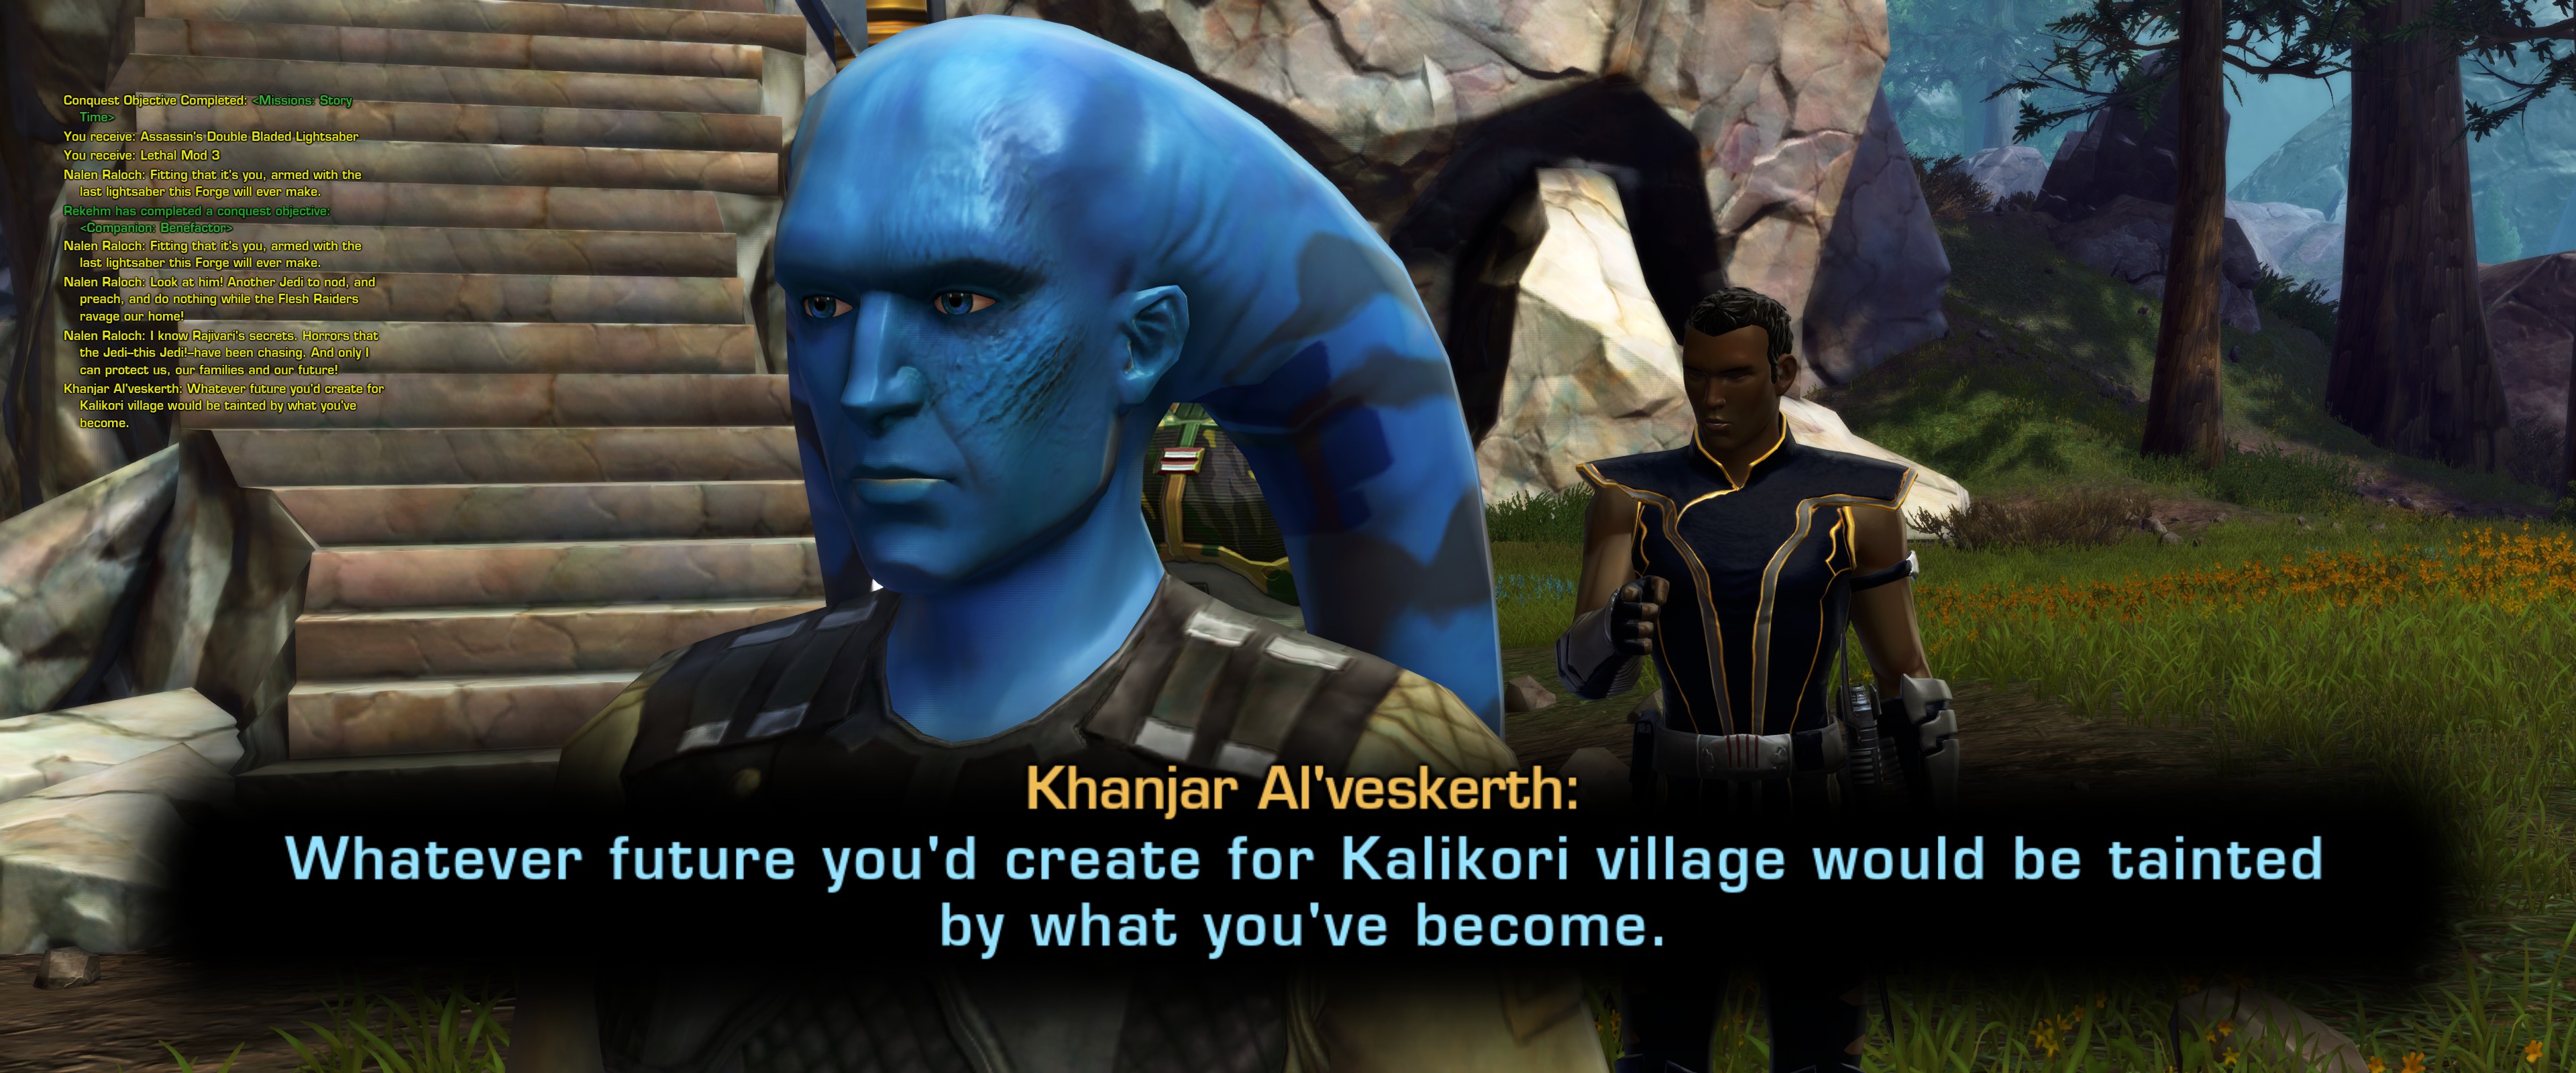 Conquest Objective Completed: <Missions: Story
Time>
You receive: Assassin's Double Bladed Lightsaber
You receive: Lethal Mod 3
Nalen Raloch: Fitting that it's you, armed with the
last lightsaber this Forge will ever make.
Rekehm has completed a conquest objective:
<Companion: Benefactor>
Nalen Raloch: Fitting that it's you, armed with the
last lightsaber this Forge will ever make.
Nalen Raloch: Look at him! Another Jedi to nod, and
preach, and do nothing while the Flesh Raiders
ravage our home!
Nalen Raloch: I know Rajivari's secrets. Horrors that
the Jedi--this Jedi!--have been chasing. And only I
can protect us, our families and our future!
Khanjar Al'veskerth: Whatever future you'd create for
Kalikori village would be tainted by what you've
become.
Khanjar Al'veskerth:
Whatever future you'd create for Kalikori village would be tainted
by what you've become.